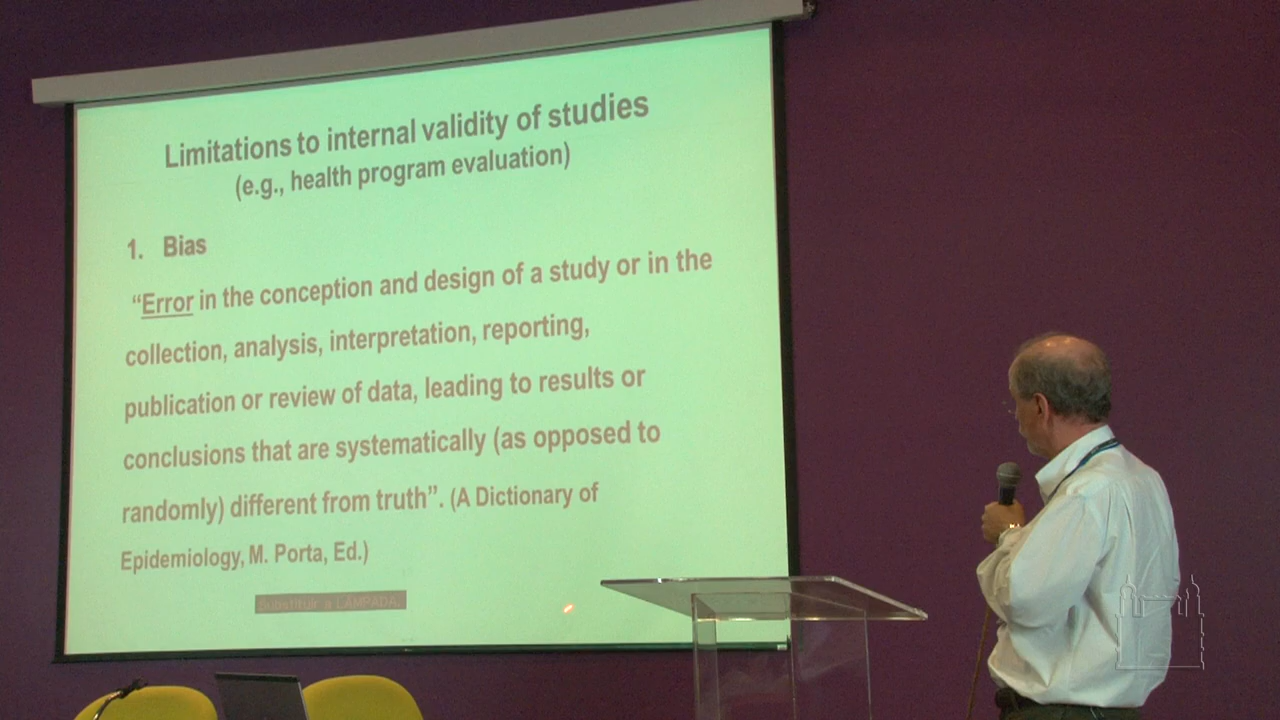 Limitations to internal validity of studies
(e.g., health program evaluation)
1. Bias
“Error in the conception and design of a study or in the
collection, analysis, interpretation, reporting,
publication or review of data, leading to results or
conclusions that are systematically (as opposed to
randomly) different from truth”. (A Dictionary of
Epidemiology, M. Porta, Ed.)
Substituir a LÂMPADA.